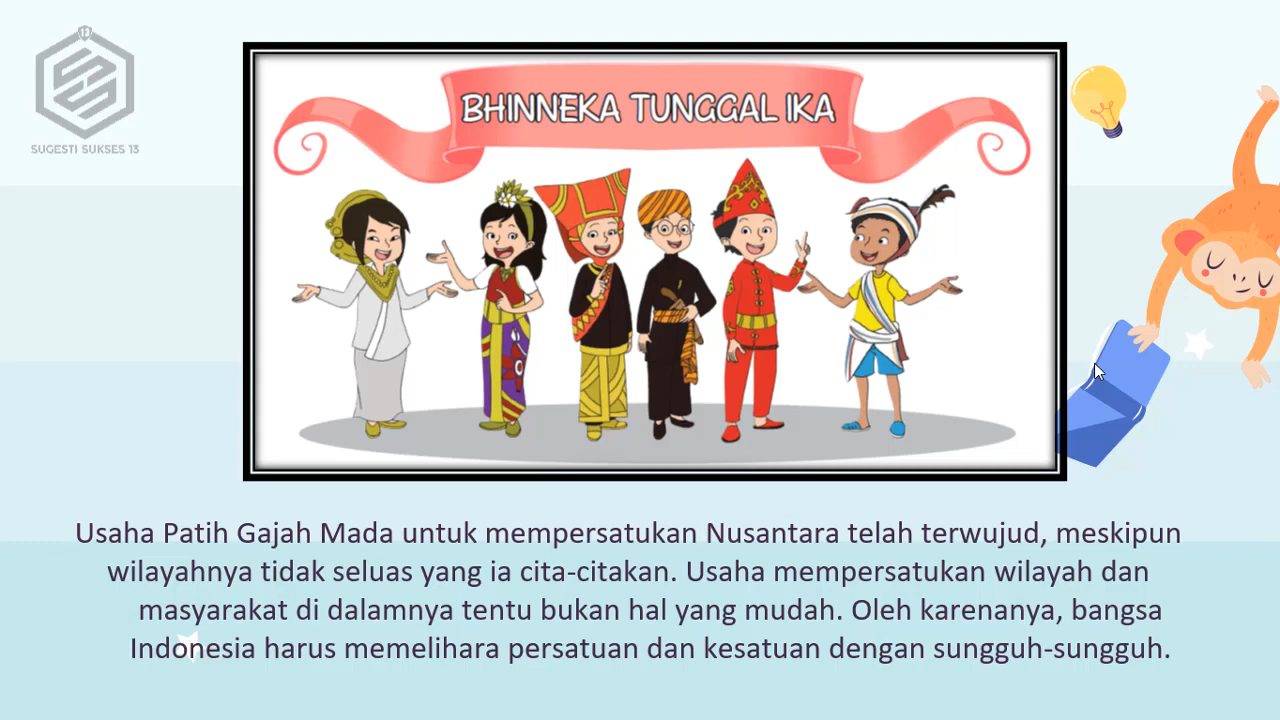 SUGESTI SUKSES 13
BHINNEKA TUNGGAL IKA
Usaha Patih Gajah Mada untuk mempersatukan Nusantara telah terwujud, meskipun
wilayahnya tidak seluas yang ia cita-citakan. Usaha mempersatukan wilayah dan
masyarakat di dalamnya tentu bukan hal yang mudah. Oleh karenanya, bangsa
Indonesia harus memelihara persatuan dan kesatuan dengan sungguh-sungguh.